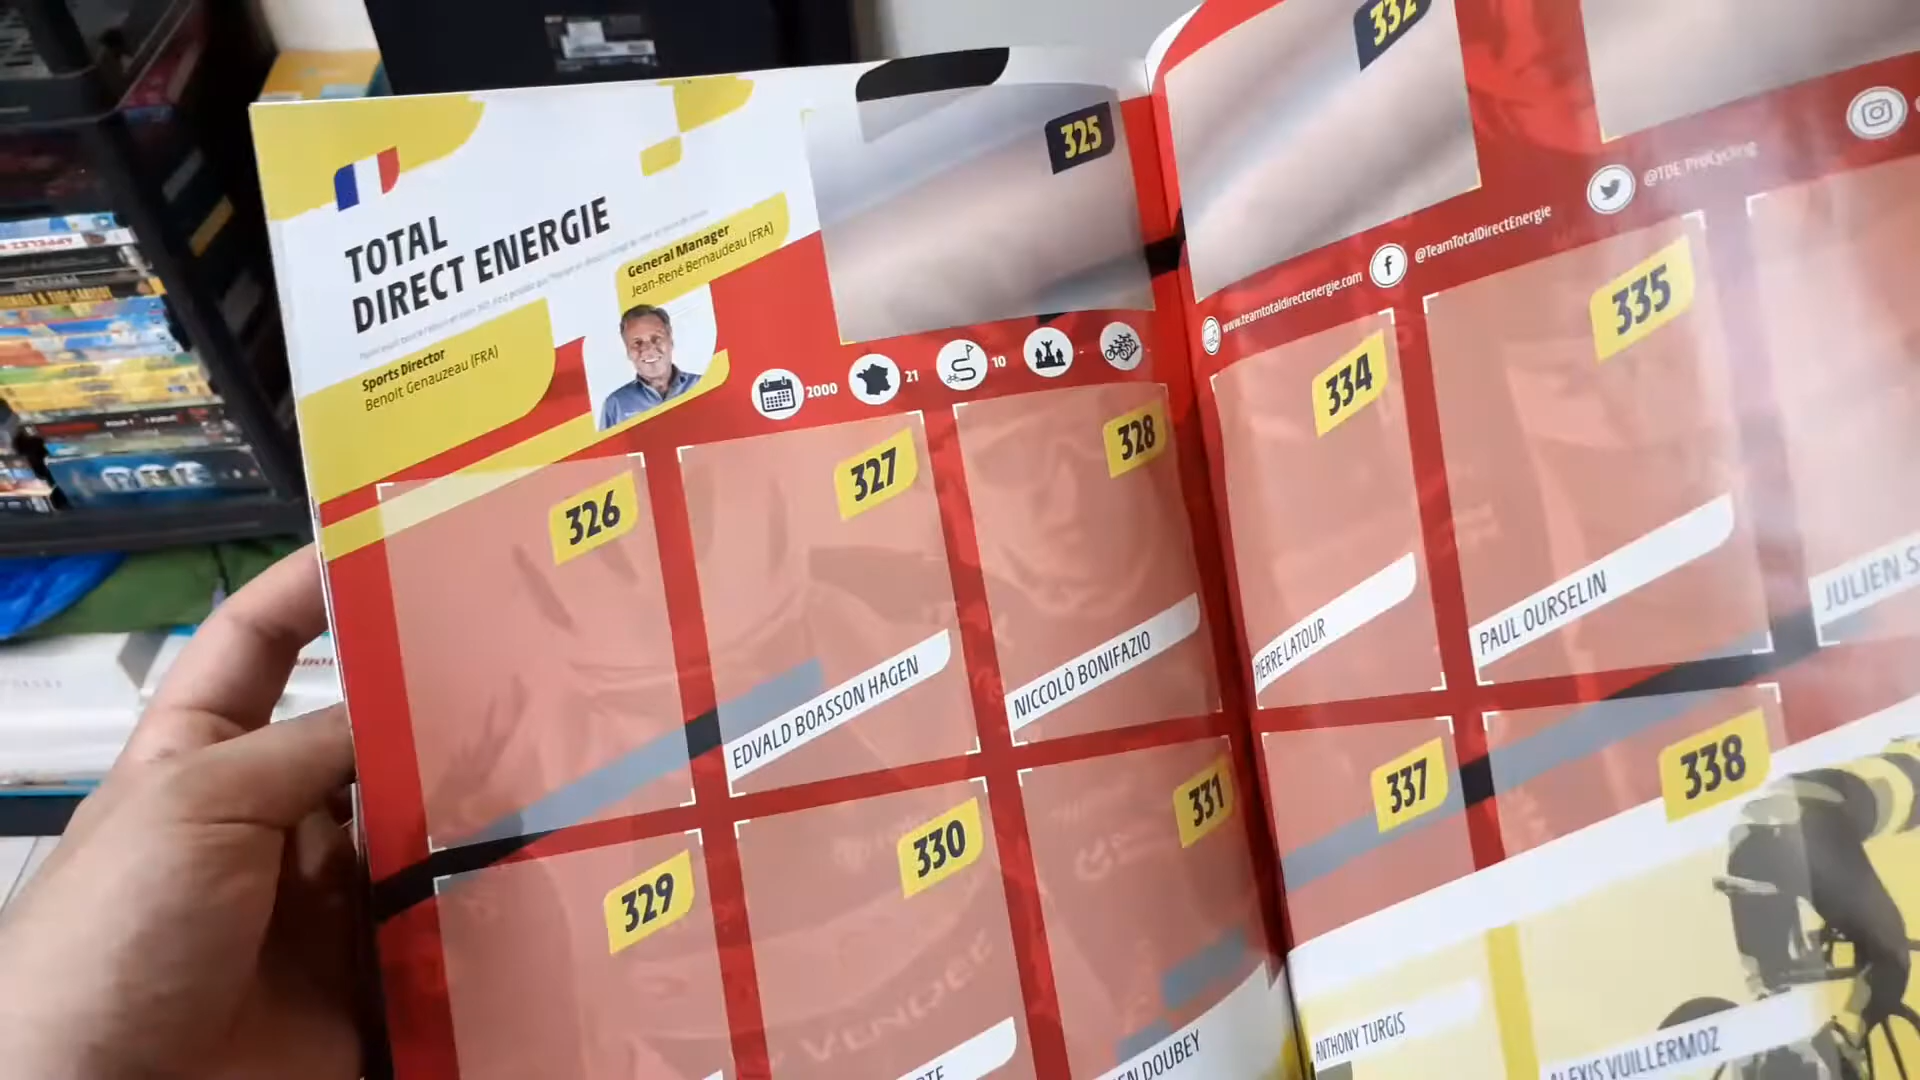 TOTAL
DIRECT ENERGIE
General Manager
Jean-René Bernaudeau (FRA)
Sports Director
Benoit Genauzeau (FRA)
325
2000
21
10
-
-
326
327
EDVALD BOASSON HAGEN
328
NICCOLÒ BONIFAZIO
329
330
331
DOUBEY
332
www.teamtotaldirectenergie.com
@TeamTotalDirectEnergie
@TDE_ProCycling
334
PIERRE LATOUR
335
PAUL OURSELIN
JULIEN
337
ANTHONY TURGIS
338
ALEXIS VUILLERMOZ
VENDEE